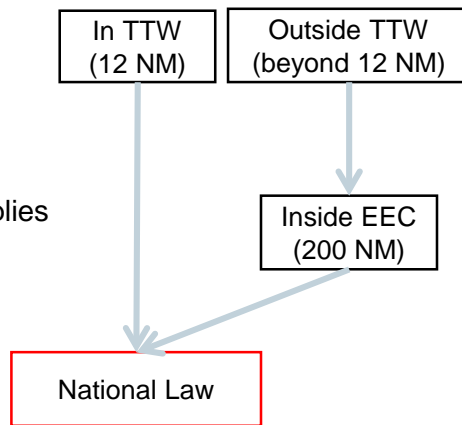 In TTW
(12 NM)
Outside TTW
(beyond 12 NM)
Inside EEC
(200 NM)
National Law